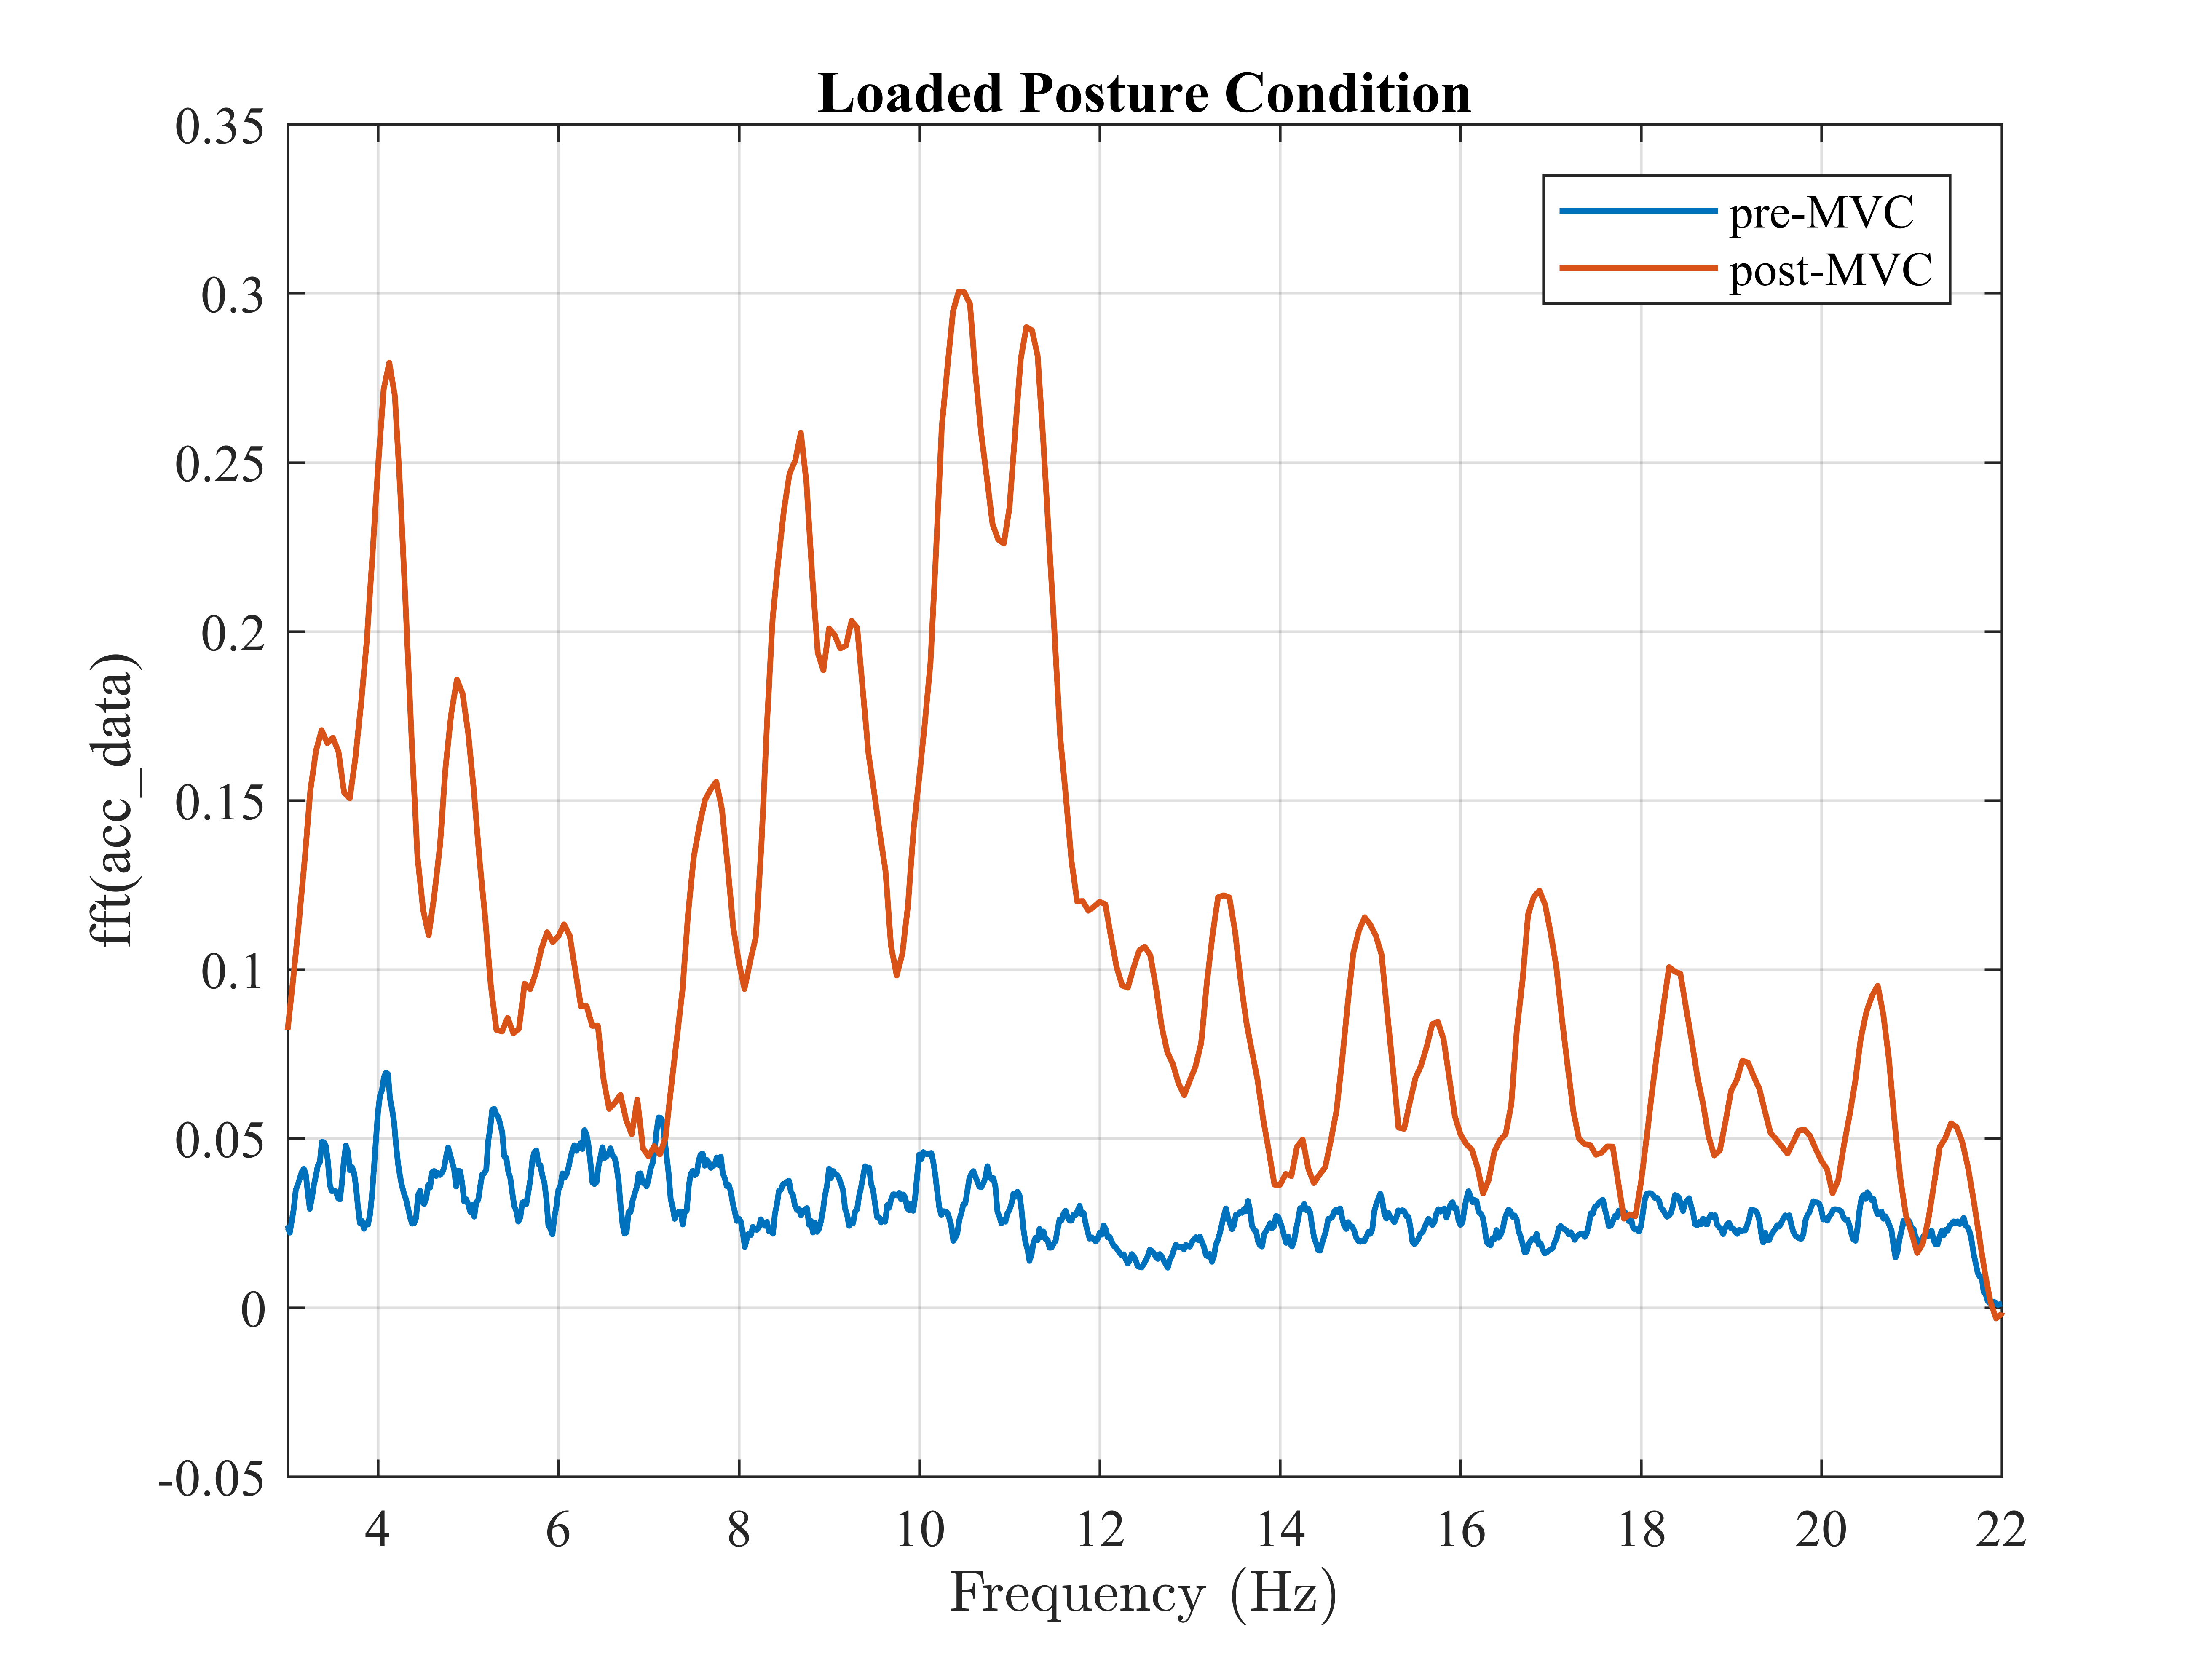 Loaded Posture Condition
0.35
0.3
0.25
0.2
0.15
0.1
0.05
0
-0.05
fft(acc_data)
pre-MVC
post-MVC
4 6 8 10 12 14 16 18 20 22
Frequency (Hz)